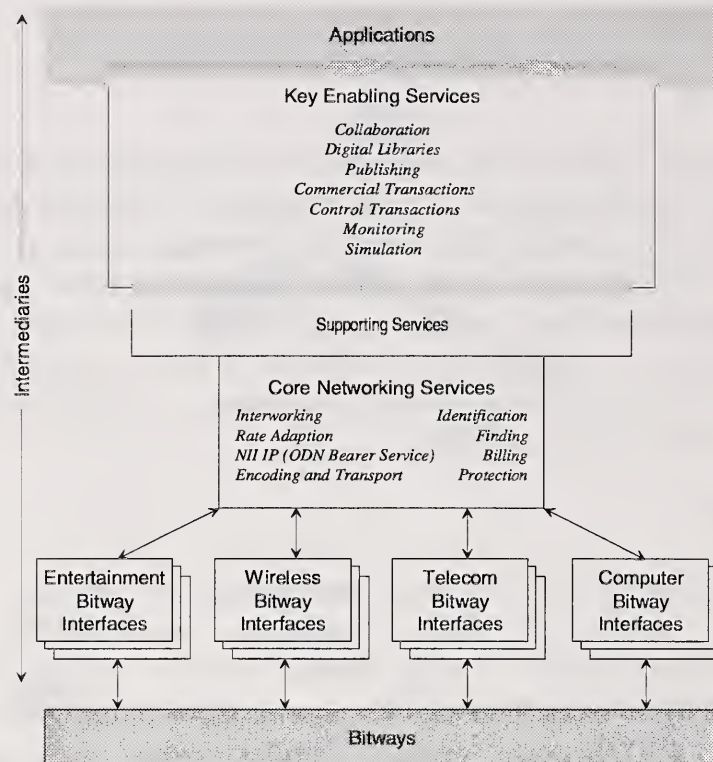 Applications
Key Enabling Services
Collaboration
Digital Libraries
Publishing
Commercial Transactions
Control Transactions
Monitoring
Simulation
Intermediaries
Supporting Services
Core Networking Services
Interworking Identification
Rate Adaption Finding
NII IP (ODN Bearer Service) Billing
Encoding and Transport Protection
Entertainment
Bitway
Interfaces
Wireless
Bitway
Interfaces
Telecom
Bitway
Interfaces
Computer
Bitway
Interfaces
Bitways